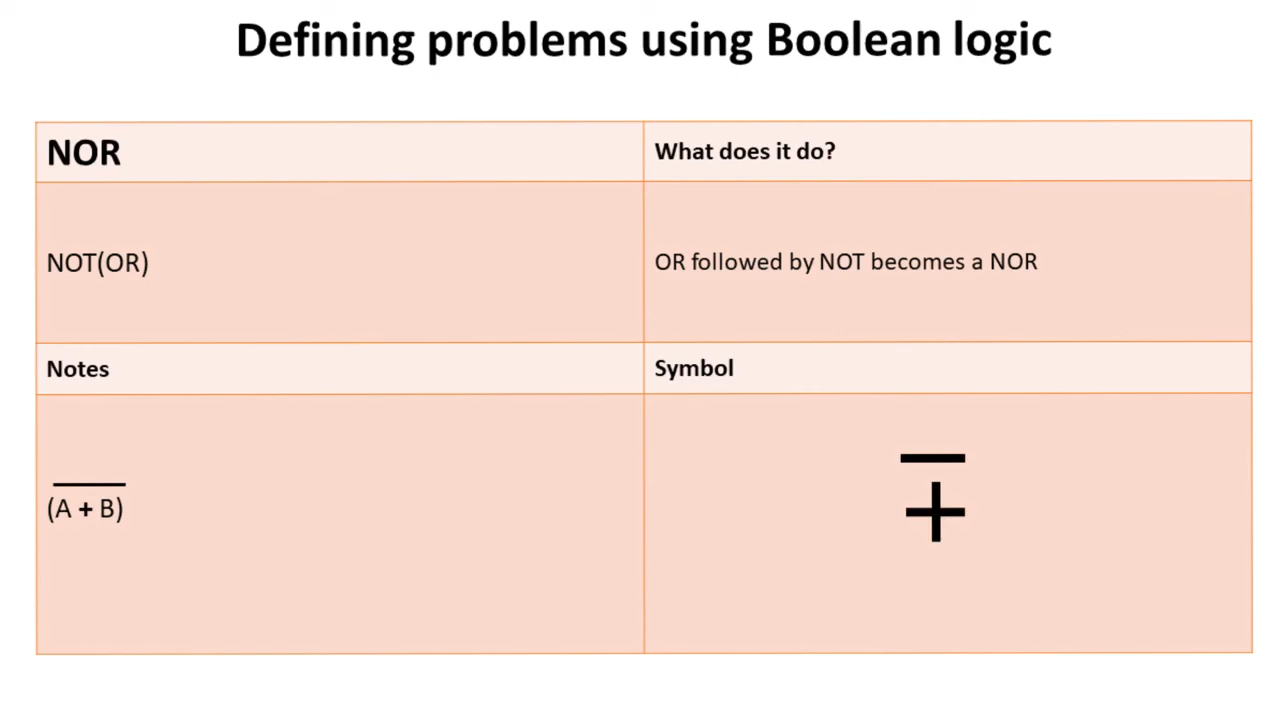 Defining problems using Boolean logic
NOR
What does it do?
NOT(OR)
OR followed by NOT becomes a NOR
Notes
Symbol
(A̅ ̅+̅ ̅B̅)
+̅